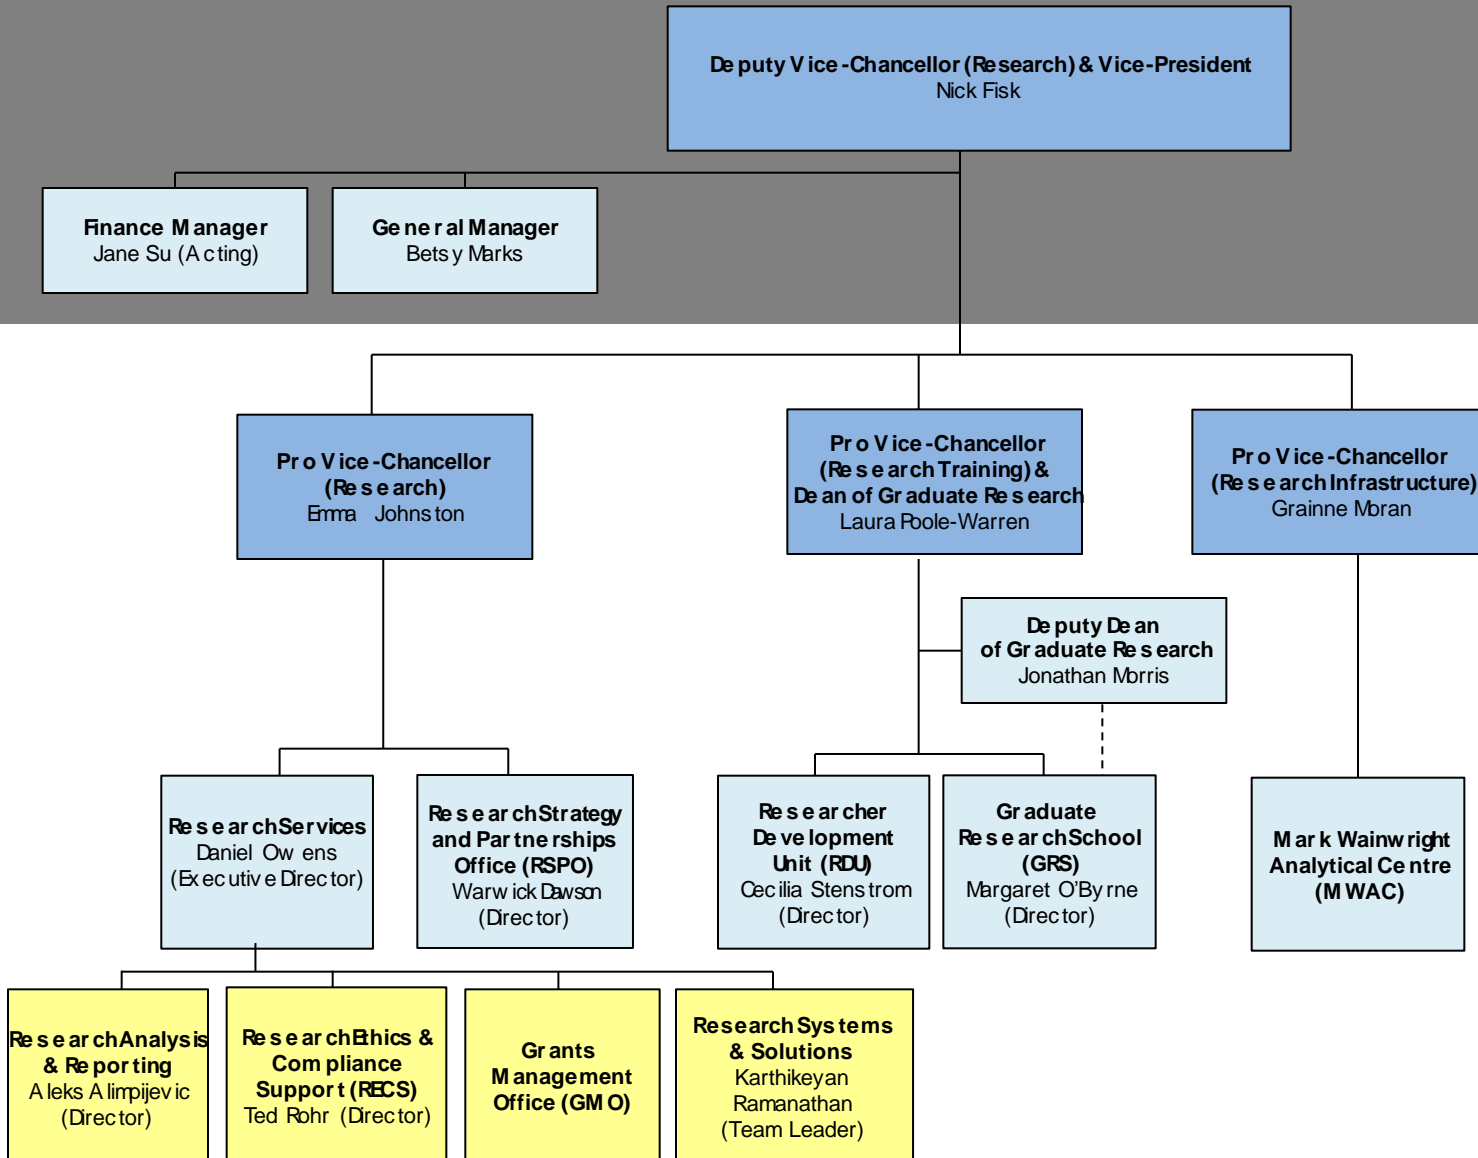 Deputy Vice-Chancellor (Research) & Vice-President
Nick Fisk
Finance Manager
Jane Su (Acting)
General Manager
Betsy Marks
Pro Vice-Chancellor
(Research)
Emma Johnston
Pro Vice-Chancellor
(Research Training) &
Dean of Graduate Research
Laura Poole-Warren
Pro Vice-Chancellor
(Research Infrastructure)
Grainne Moran
Deputy Dean
of Graduate Research
Jonathan Morris
Research Services
Daniel Owens
(Executive Director)
Research Strategy
and Partnerships
Office (RSPO)
Warwick Dawson
(Director)
Researcher
Development
Unit (RDU)
Cecilia Stenstrom
(Director)
Graduate
Research School
(GRS)
Margaret O'Byrne
(Director)
Mark Wainwright
Analytical Centre
(MWAC)
Research Analysis
& Reporting
Aleks Alimpijevic
(Director)
Research Ethics &
Compliance
Support (RECS)
Ted Rohr (Director)
Grants
Management
Office (GMO)
Research Systems
& Solutions
Karthikeyan
Ramanathan
(Team Leader)